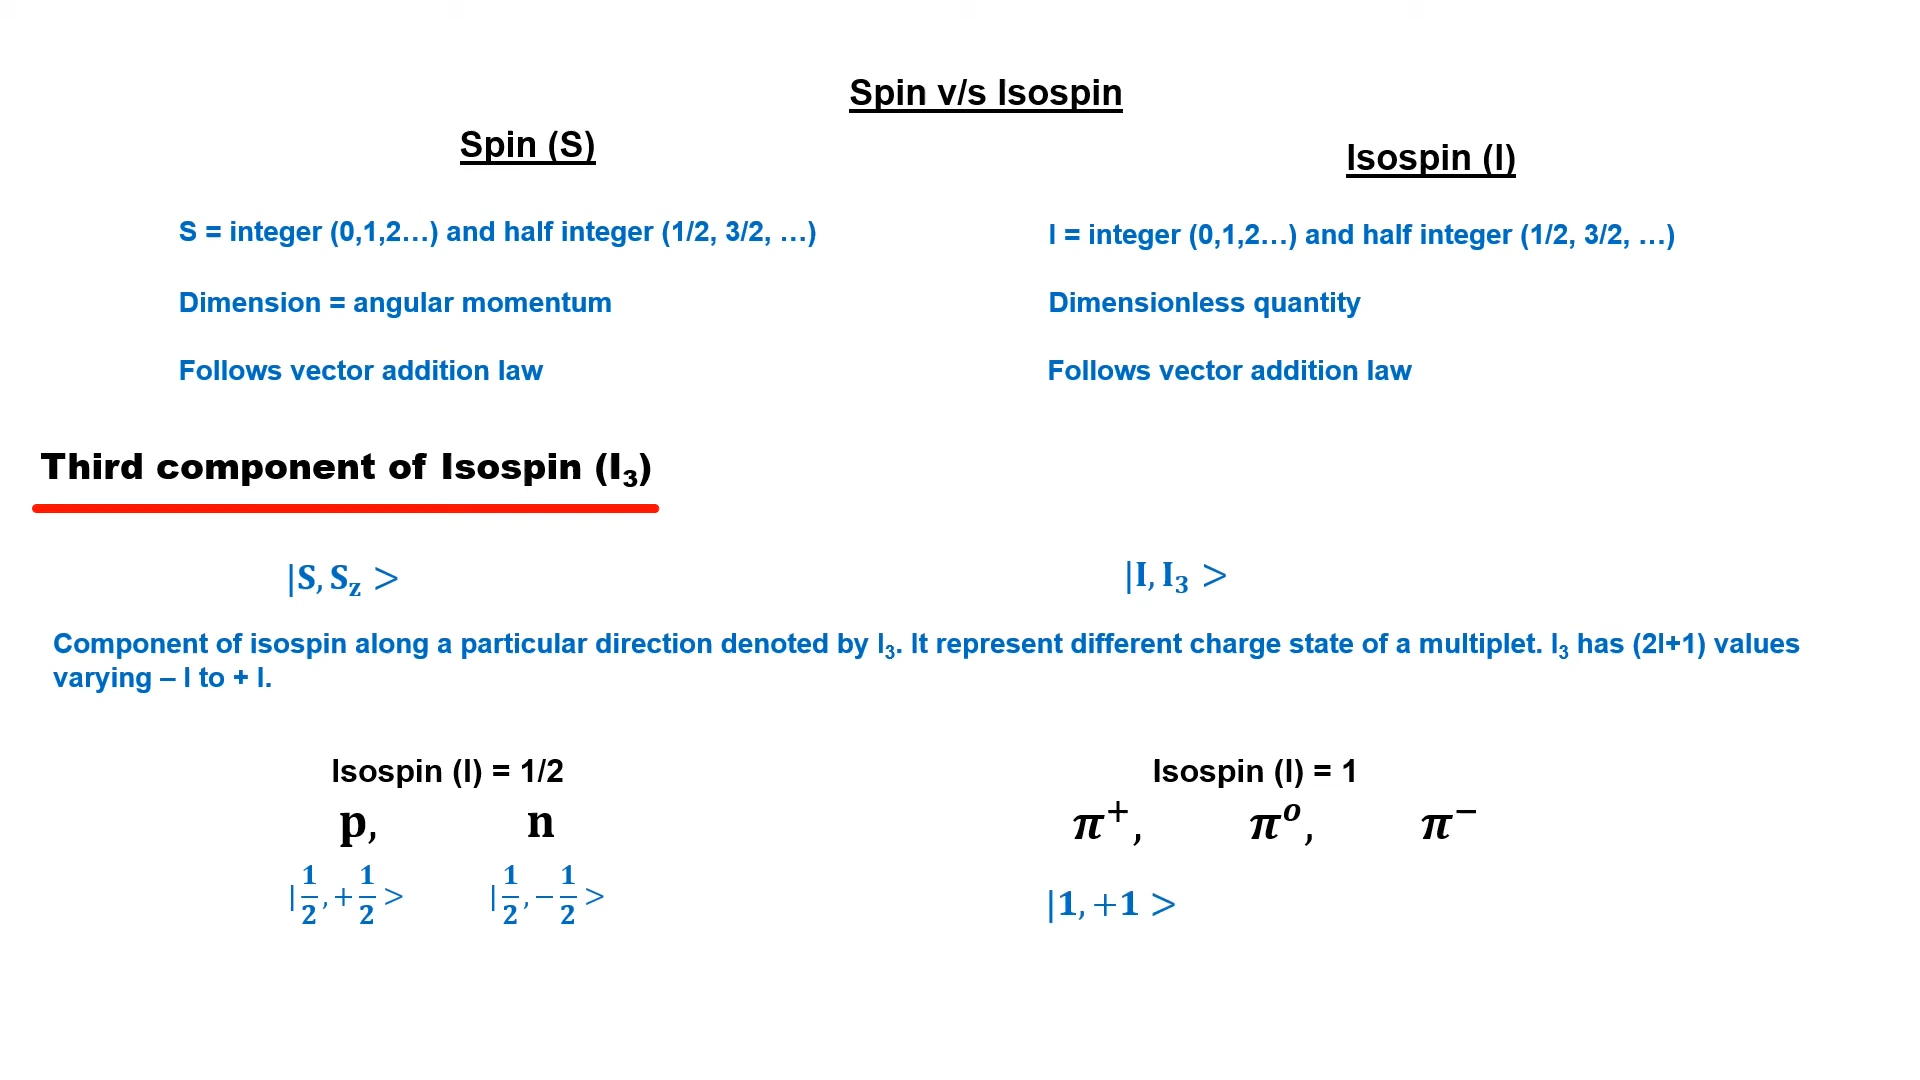 Spin v/s Isospin
Spin (S)
Isospin (I)
S = integer (0,1,2…) and half integer (1/2, 3/2, …)
I = integer (0,1,2…) and half integer (1/2, 3/2, …)
Dimension = angular momentum
Dimensionless quantity
Follows vector addition law
Follows vector addition law
Third component of Isospin (I₃)
|S, S_z >
|I, I₃ >
Component of isospin along a particular direction denoted by I₃. It represent different charge state of a multiplet. I₃ has (2I+1) values
varying – I to + I.
Isospin (I) = 1/2
Isospin (I) = 1
p, n
π⁺, π⁰, π⁻
|1/2, +1/2 > |1/2, −1/2 >
|1, +1 >